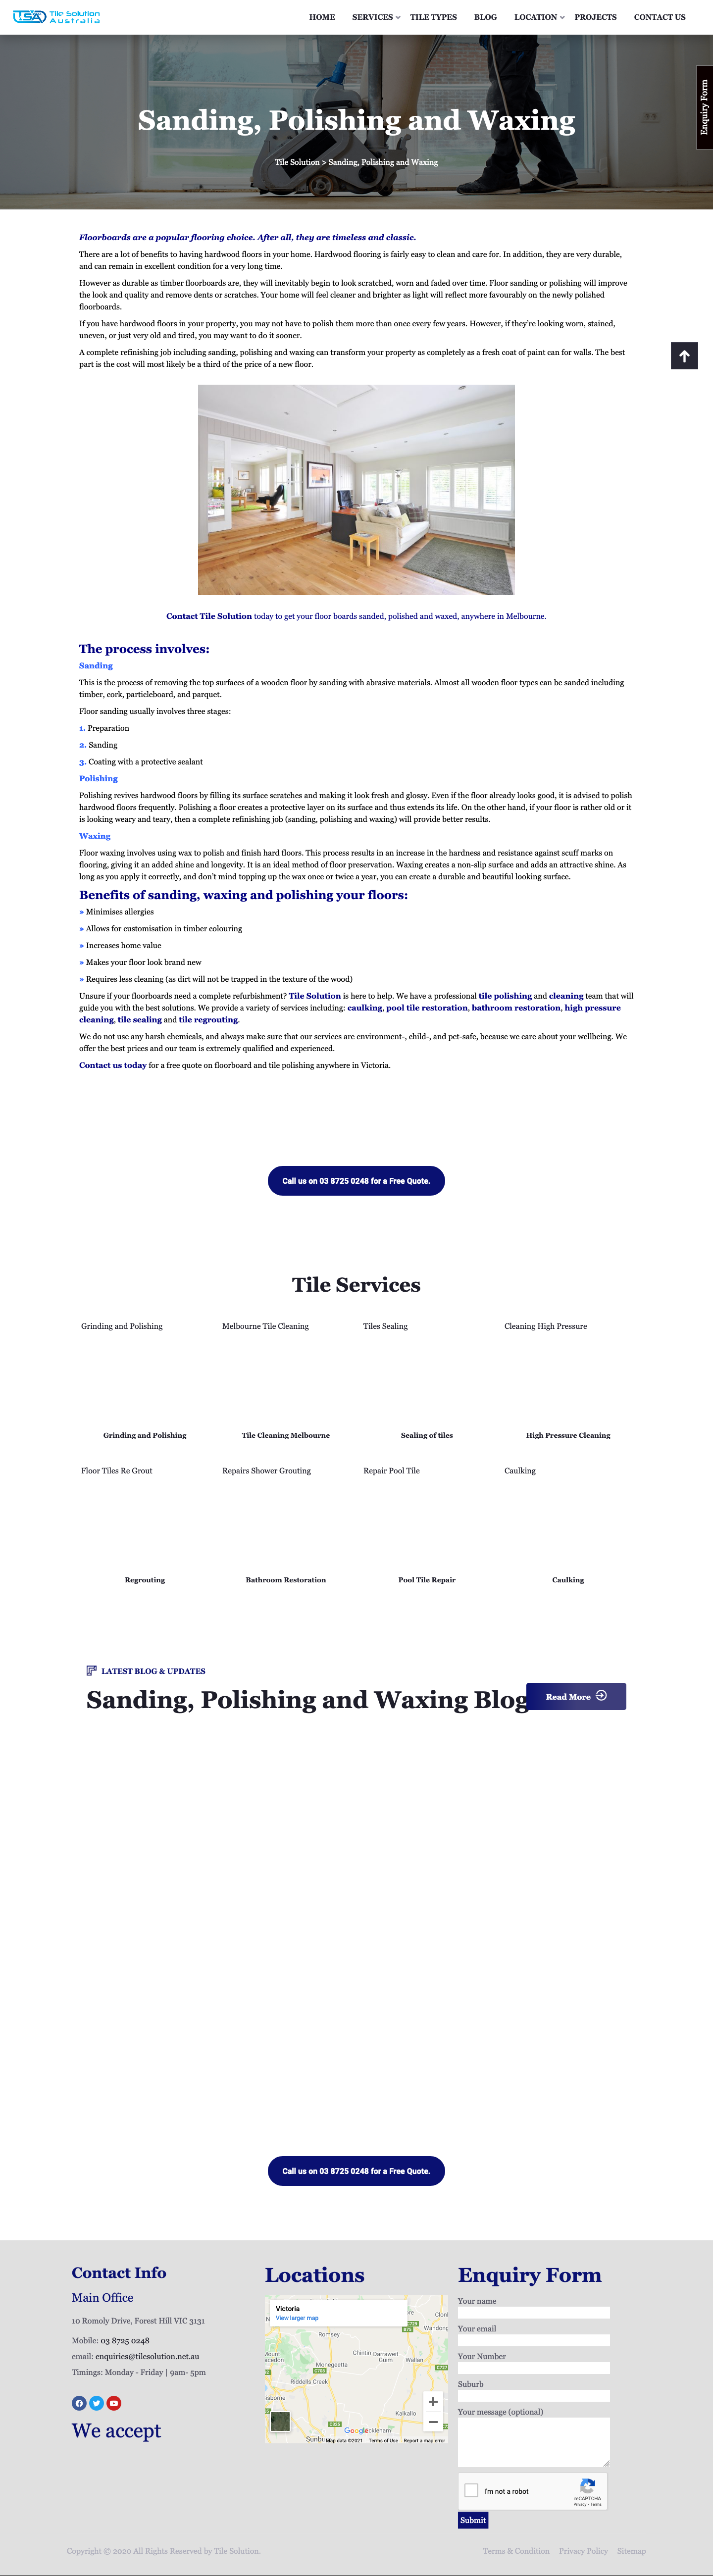 TSA Tile Solution
Australia
HOME SERVICES TILE TYPES BLOG LOCATION PROJECTS CONTACT US
Enquiry Form
Sanding, Polishing and Waxing
Tile Solution > Sanding, Polishing and Waxing
Floorboards are a popular flooring choice. After all, they are timeless and classic.
There are a lot of benefits to having hardwood floors in your home. Hardwood flooring is fairly easy to clean and care for. In addition, they are very durable,
and can remain in excellent condition for a very long time.
However as durable as timber floorboards are, they will inevitably begin to look scratched, worn and faded over time. Floor sanding or polishing will improve
the look and quality and remove dents or scratches. Your home will feel cleaner and brighter as light will reflect more favourably on the newly polished
floorboards.
If you have hardwood floors in your property, you may not have to polish them more than once every few years. However, if they're looking worn, stained,
uneven, or just very old and tired, you may want to do it sooner.
A complete refinishing job including sanding, polishing and waxing can transform your property as completely as a fresh coat of paint can for walls. The best
part is the cost will most likely be a third of the price of a new floor.
Contact Tile Solution today to get your floor boards sanded, polished and waxed, anywhere in Melbourne.
The process involves:
Sanding
This is the process of removing the top surfaces of a wooden floor by sanding with abrasive materials. Almost all wooden floor types can be sanded including
timber, cork, particleboard, and parquet.
Floor sanding usually involves three stages:
1. Preparation
2. Sanding
3. Coating with a protective sealant
Polishing
Polishing revives hardwood floors by filling its surface scratches and making it look fresh and glossy. Even if the floor already looks good, it is advised to polish
hardwood floors frequently. Polishing a floor creates a protective layer on its surface and thus extends its life. On the other hand, if your floor is rather old or it
is looking weary and teary, then a complete refinishing job (sanding, polishing and waxing) will provide better results.
Waxing
Floor waxing involves using wax to polish and finish hard floors. This process results in an increase in the hardness and resistance against scuff marks on
flooring, giving it an added shine and longevity. It is an ideal method of floor preservation. Waxing creates a non-slip surface and adds an attractive shine. As
long as you apply it correctly, and don't mind topping up the wax once or twice a year, you can create a durable and beautiful looking surface.
Benefits of sanding, waxing and polishing your floors:
» Minimises allergies
» Allows for customisation in timber colouring
» Increases home value
» Makes your floor look brand new
» Requires less cleaning (as dirt will not be trapped in the texture of the wood)
Unsure if your floorboards need a complete refurbishment? Tile Solution is here to help. We have a professional tile polishing and cleaning team that will
guide you with the best solutions. We provide a variety of services including: caulking, pool tile restoration, bathroom restoration, high pressure
cleaning, tile sealing and tile regrouting.
We do not use any harsh chemicals, and always make sure that our services are environment-, child-, and pet-safe, because we care about your wellbeing. We
offer the best prices and our team is extremely qualified and experienced.
Contact us today for a free quote on floorboard and tile polishing anywhere in Victoria.
Call us on 03 8725 0248 for a Free Quote.
Tile Services
Grinding and Polishing Melbourne Tile Cleaning Tiles Sealing Cleaning High Pressure
Grinding and Polishing Tile Cleaning Melbourne Sealing of tiles High Pressure Cleaning
Floor Tiles Re Grout Repairs Shower Grouting Repair Pool Tile Caulking
Regrouting Bathroom Restoration Pool Tile Repair Caulking
LATEST BLOG & UPDATES
Sanding, Polishing and Waxing Blog
Read More
Call us on 03 8725 0248 for a Free Quote.
Contact Info
Main Office
10 Romoly Drive, Forest Hill VIC 3131
Mobile: 03 8725 0248
email: enquiries@tilesolution.net.au
Timings: Monday - Friday | 9am- 5pm
We accept
Locations
Victoria
View larger map
Romsey
Clonb
Monegeetta
Chintin
Darraweit
Guim
Wallan
Riddells Creek
Kalkallo
Google
Map data ©2021 Terms of Use Report a map error
Enquiry Form
Your name
Your email
Your Number
Suburb
Your message (optional)
I'm not a robot
reCAPTCHA
Privacy - Terms
Submit
Copyright © 2020 All Rights Reserved by Tile Solution.
Terms & Condition Privacy Policy Sitemap